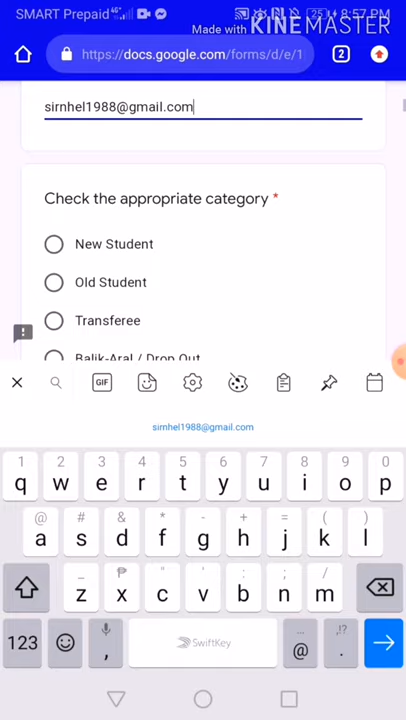 SMART Prepaid 4G 25 8:57 PM
Made with KINEMASTER
https://docs.google.com/forms/d/e/1 2
sirnhel1988@gmail.com
Check the appropriate category *
New Student
Old Student
Transferee
Balik-Aral / Drop Out
GIF
sirnhel1988@gmail.com
1 2 3 4 5 6 7 8 9 0
q w e r t y u i o p
@ # & * - + = ( )
a s d f g h j k l
_ ₱ " ' : ; /
z x c v b n m
123 , SwiftKey ... @ ,!? .